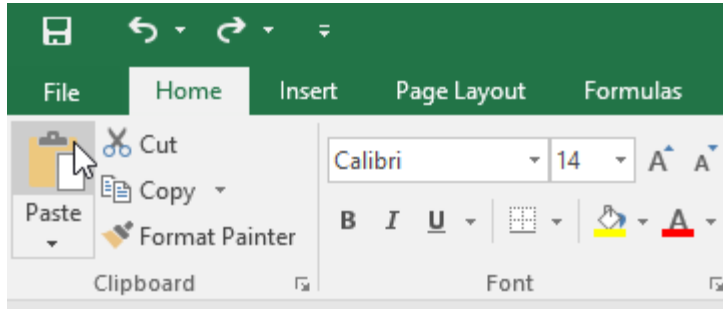 File Home Insert Page Layout Formulas
Cut
Calibri 14 A A
Copy
Paste
B I U A
Format Painter
Clipboard Font